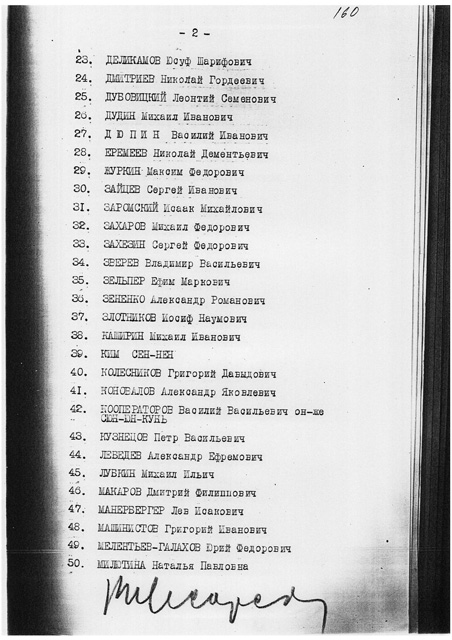 160
- 2 -
23. ДЕЛИКАМОВ Юсуф Шарифович
24. ДМИТРИЕВ Николай Гордеевич
25. ДУБОВИЦКИЙ Леонтий Семенович
26. ДУДИН Михаил Иванович
27. ДЮПИН Василий Иванович
28. ЕРЕМЕЕВ Николай Дементьевич
29. ЖУРКИН Максим Федорович
30. ЗАЙЦЕВ Сергей Иванович
31. ЗАРОМСКИЙ Исаак Михайлович
32. ЗАХАРОВ Михаил Федорович
33. ЗАХЕЗИН Сергей Федорович
34. ЗВЕРЕВ Владимир Васильевич
35. ЗЕЛЬПЕР Ефим Маркович
36. ЗЕНЕНКО Александр Романович
37. ЗЛОТНИКОВ Иосиф Наумович
38. КАШИРИН Михаил Иванович
39. КИМ СЕН-НЕН
40. КОЛЕСНИКОВ Григорий Давыдович
41. КОНОВАЛОВ Александр Яковлевич
42. КООПЕРАТОРОВ Василий Васильевич он-же
43. КУЗНЕЦОВ Петр Васильевич
44. ЛЕБЕДЕВ Александр Ефремович
45. ЛУБКИН Михаил Ильич
46. МАКАРОВ Дмитрий Филиппович
47. МАНЕРБЕРГЕР Лев Исакович
48. МАШИНИСТОВ Григорий Иванович
49. МЕЛЕНТЬЕВ-ГАЛАХОВ Юрий Федорович
50. МИЛЮТИНА Наталья Павловна